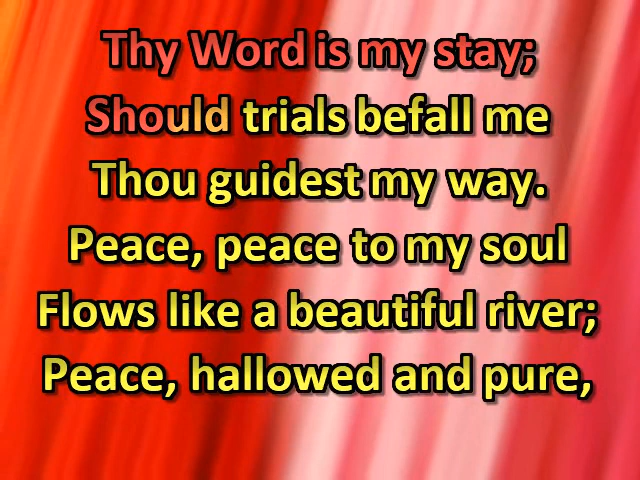 Thy Word is my stay;
Should trials befall me
Thou guidest my way.
Peace, peace to my soul
Flows like a beautiful river;
Peace, hallowed and pure,